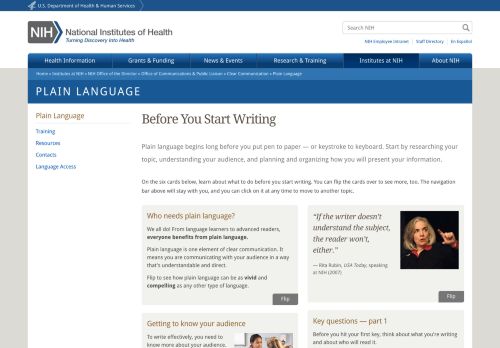 U.S. Department of Health & Human Services
NIH National Institutes of Health
Turning Discovery Into Health
Search NIH
NIH Employee Intranet | Staff Directory | En Español
Health Information Grants & Funding News & Events Research & Training Institutes at NIH About NIH
Home » Institutes at NIH » NIH Office of the Director » Office of Communications & Public Liaison » Clear Communication » Plain Language
PLAIN LANGUAGE
Plain Language
Training
Resources
Contacts
Language Access
Before You Start Writing
Plain language begins long before you put pen to paper — or keystroke to keyboard. Start by researching your
topic, understanding your audience, and planning and organizing how you will present your information.
On the six cards below, learn about what to do before you start writing. You can flip the cards over to see more, too. The navigation
bar above will stay with you, and you can click on it at any time to move to another topic.
Who needs plain language?
We all do! From language learners to advanced readers,
everyone benefits from plain language.
Plain language is one element of clear communication. It
means you are communicating with your audience in a way
that's understandable and direct.
Flip to see how plain language can be as vivid and
compelling as any other type of language.
Flip
“If the writer doesn't
understand the subject,
the reader won't,
either.”
— Rita Rubin, USA Today, speaking
at NIH (2007)
Flip
Getting to know your audience
To write effectively, you need to
know more about your audience.
Key questions — part 1
Before you hit your first key, think about what you're writing
and about who will read it.